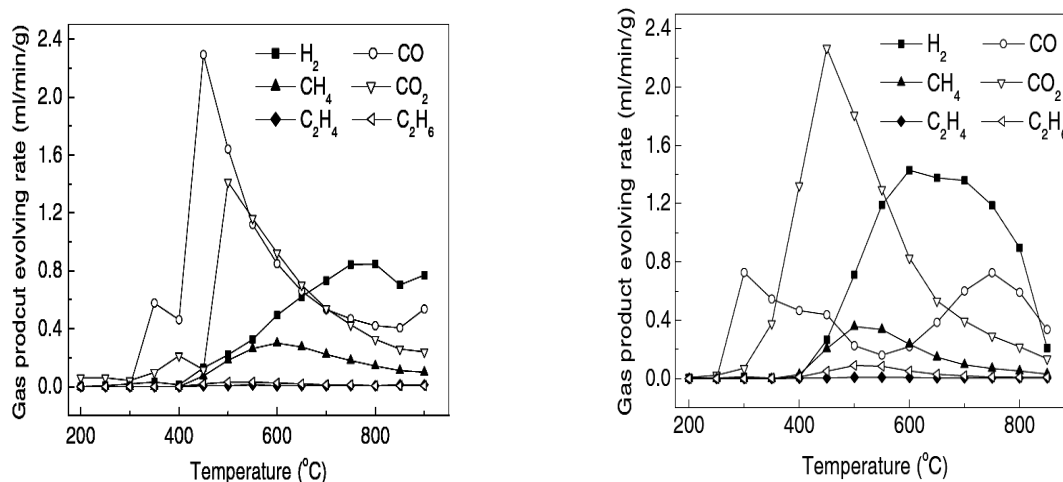 Gas prodcut evolving rate (ml/min/g)
2.4
2.0
1.6
1.2
0.8
0.4
0.0
H₂ CO
CH₄ CO₂
C₂H₄ C₂H₆
200 400 600 800
Temperature (°C)
Gas product evolving rate (ml/min/g)
2.4
2.0
1.6
1.2
0.8
0.4
0.0
H₂ CO
CH₄ CO₂
C₂H₄ C₂H₆
200 400 600 800
Temperature (°C)